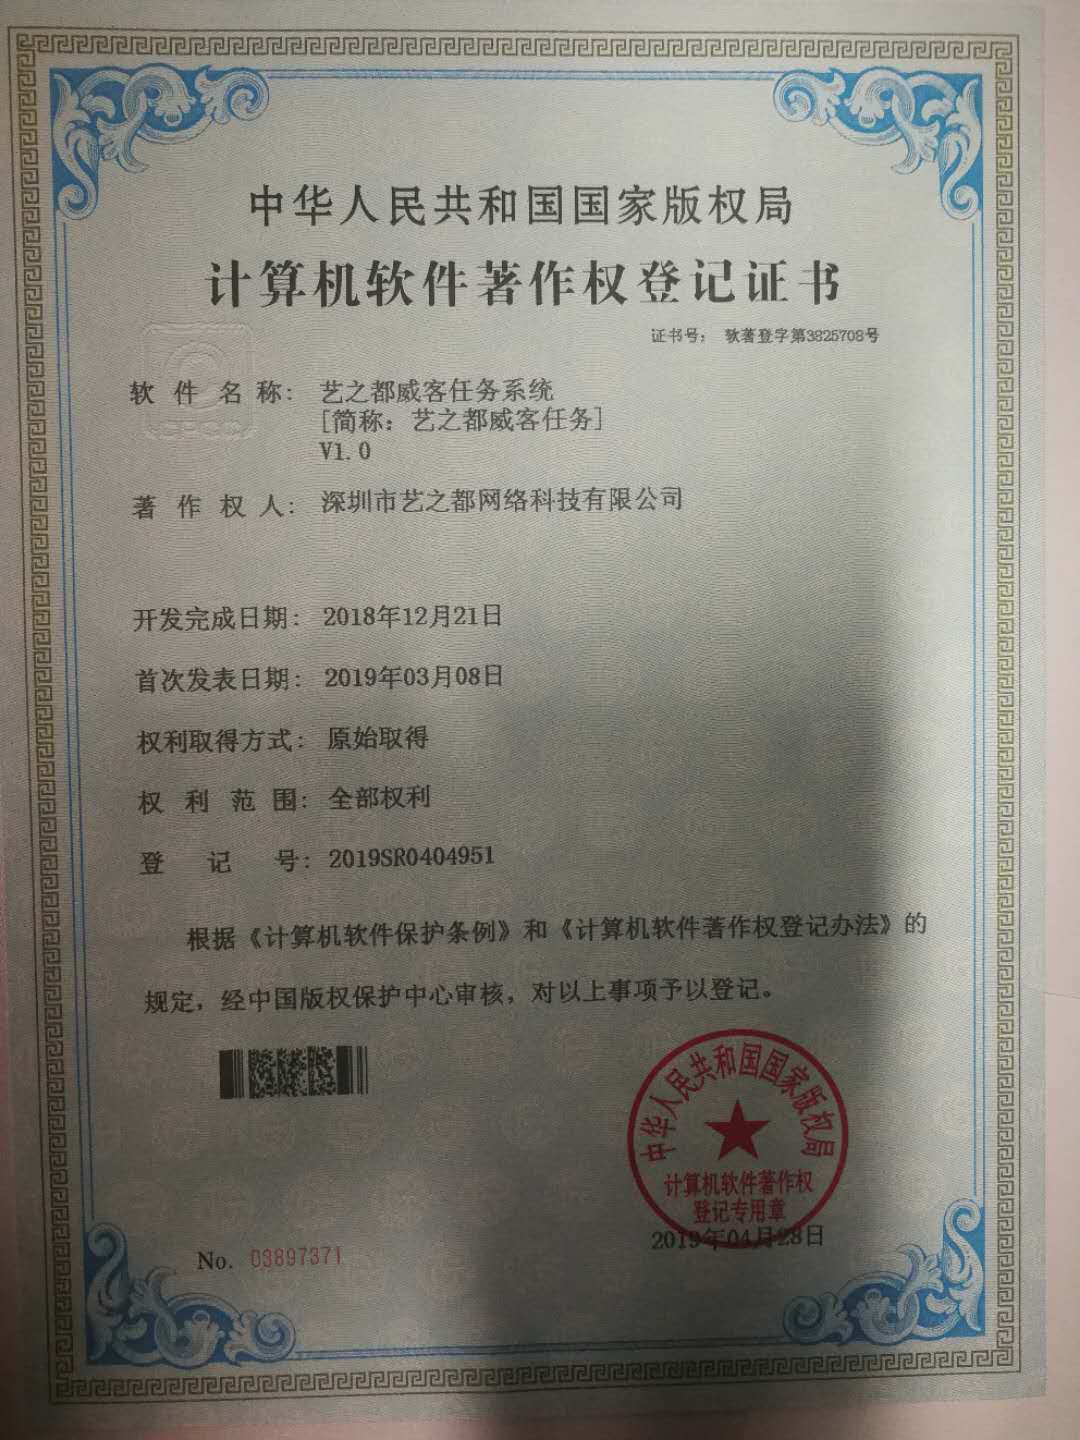 中华人民共和国国家版权局
计算机软件著作权登记证书
证书号： 软著登字第3825708号
软件名称： 艺之都威客任务系统
[简称：艺之都威客任务]
V1.0
著作权人： 深圳市艺之都网络科技有限公司
开发完成日期： 2018年12月21日
首次发表日期： 2019年03月08日
权利取得方式： 原始取得
权利范围： 全部权利
登记号： 2019SR0404951
根据《计算机软件保护条例》和《计算机软件著作权登记办法》的
规定，经中国版权保护中心审核，对以上事项予以登记。
中华人民共和国国家版权局
计算机软件著作权
登记专用章
2019年04月28日
No. 03897371